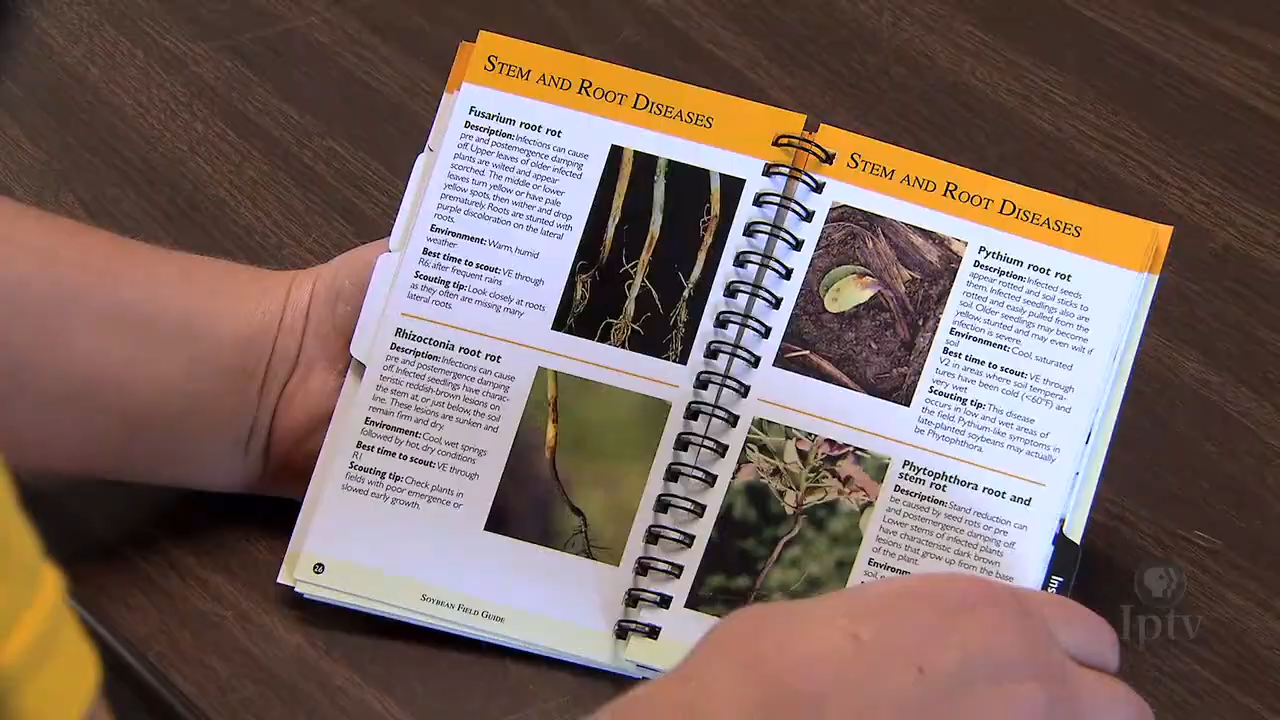 STEM AND ROOT DISEASES
Fusarium root rot
Description: Infections can cause
pre and postemergence damping
off. Upper leaves of older infected
plants are wilted and appear
scorched. The middle or lower
leaves turn yellow or have pale
yellow spots, then wither and drop
prematurely. Roots are stunted with
purple discoloration on the lateral
roots.
Environment: Warm, humid
weather
Best time to scout: VE through
R6; after frequent rains
Scouting tip: Look closely at roots
as they often are missing many
lateral roots.
Rhizoctonia root rot
Description: Infections can cause
pre and postemergence damping
off. Infected seedlings have charac-
teristic reddish-brown lesions on
the stem at, or just below, the soil
line. These lesions are sunken and
remain firm and dry.
Environment: Cool, wet springs
followed by hot, dry conditions
Best time to scout: VE through
R1
Scouting tip: Check plants in
fields with poor emergence or
slowed early growth.
26
SOYBEAN FIELD GUIDE
STEM AND ROOT DISEASES
Pythium root rot
Description: Infected seeds
appear rotted and soil sticks to
them. Infected seedlings also are
rotted and easily pulled from the
soil. Older seedlings may become
yellow, stunted and may even wilt if
infection is severe.
Environment: Cool, saturated
soil
Best time to scout: VE through
V2 in areas where soil tempera-
tures have been cold (<60°F) and
very wet
Scouting tip: This disease
occurs in low and wet areas of
the field. Pythium-like symptoms in
late-planted soybeans may actually
be Phytophthora.
Phytophthora root and
stem rot
Description: Stand reduction can
be caused by seed rots or pre
and postemergence damping off.
Lower stems of infected plants
have characteristic dark brown
lesions that grow up from the base
of the plant.
Environm
soil,
Ins
Iptv